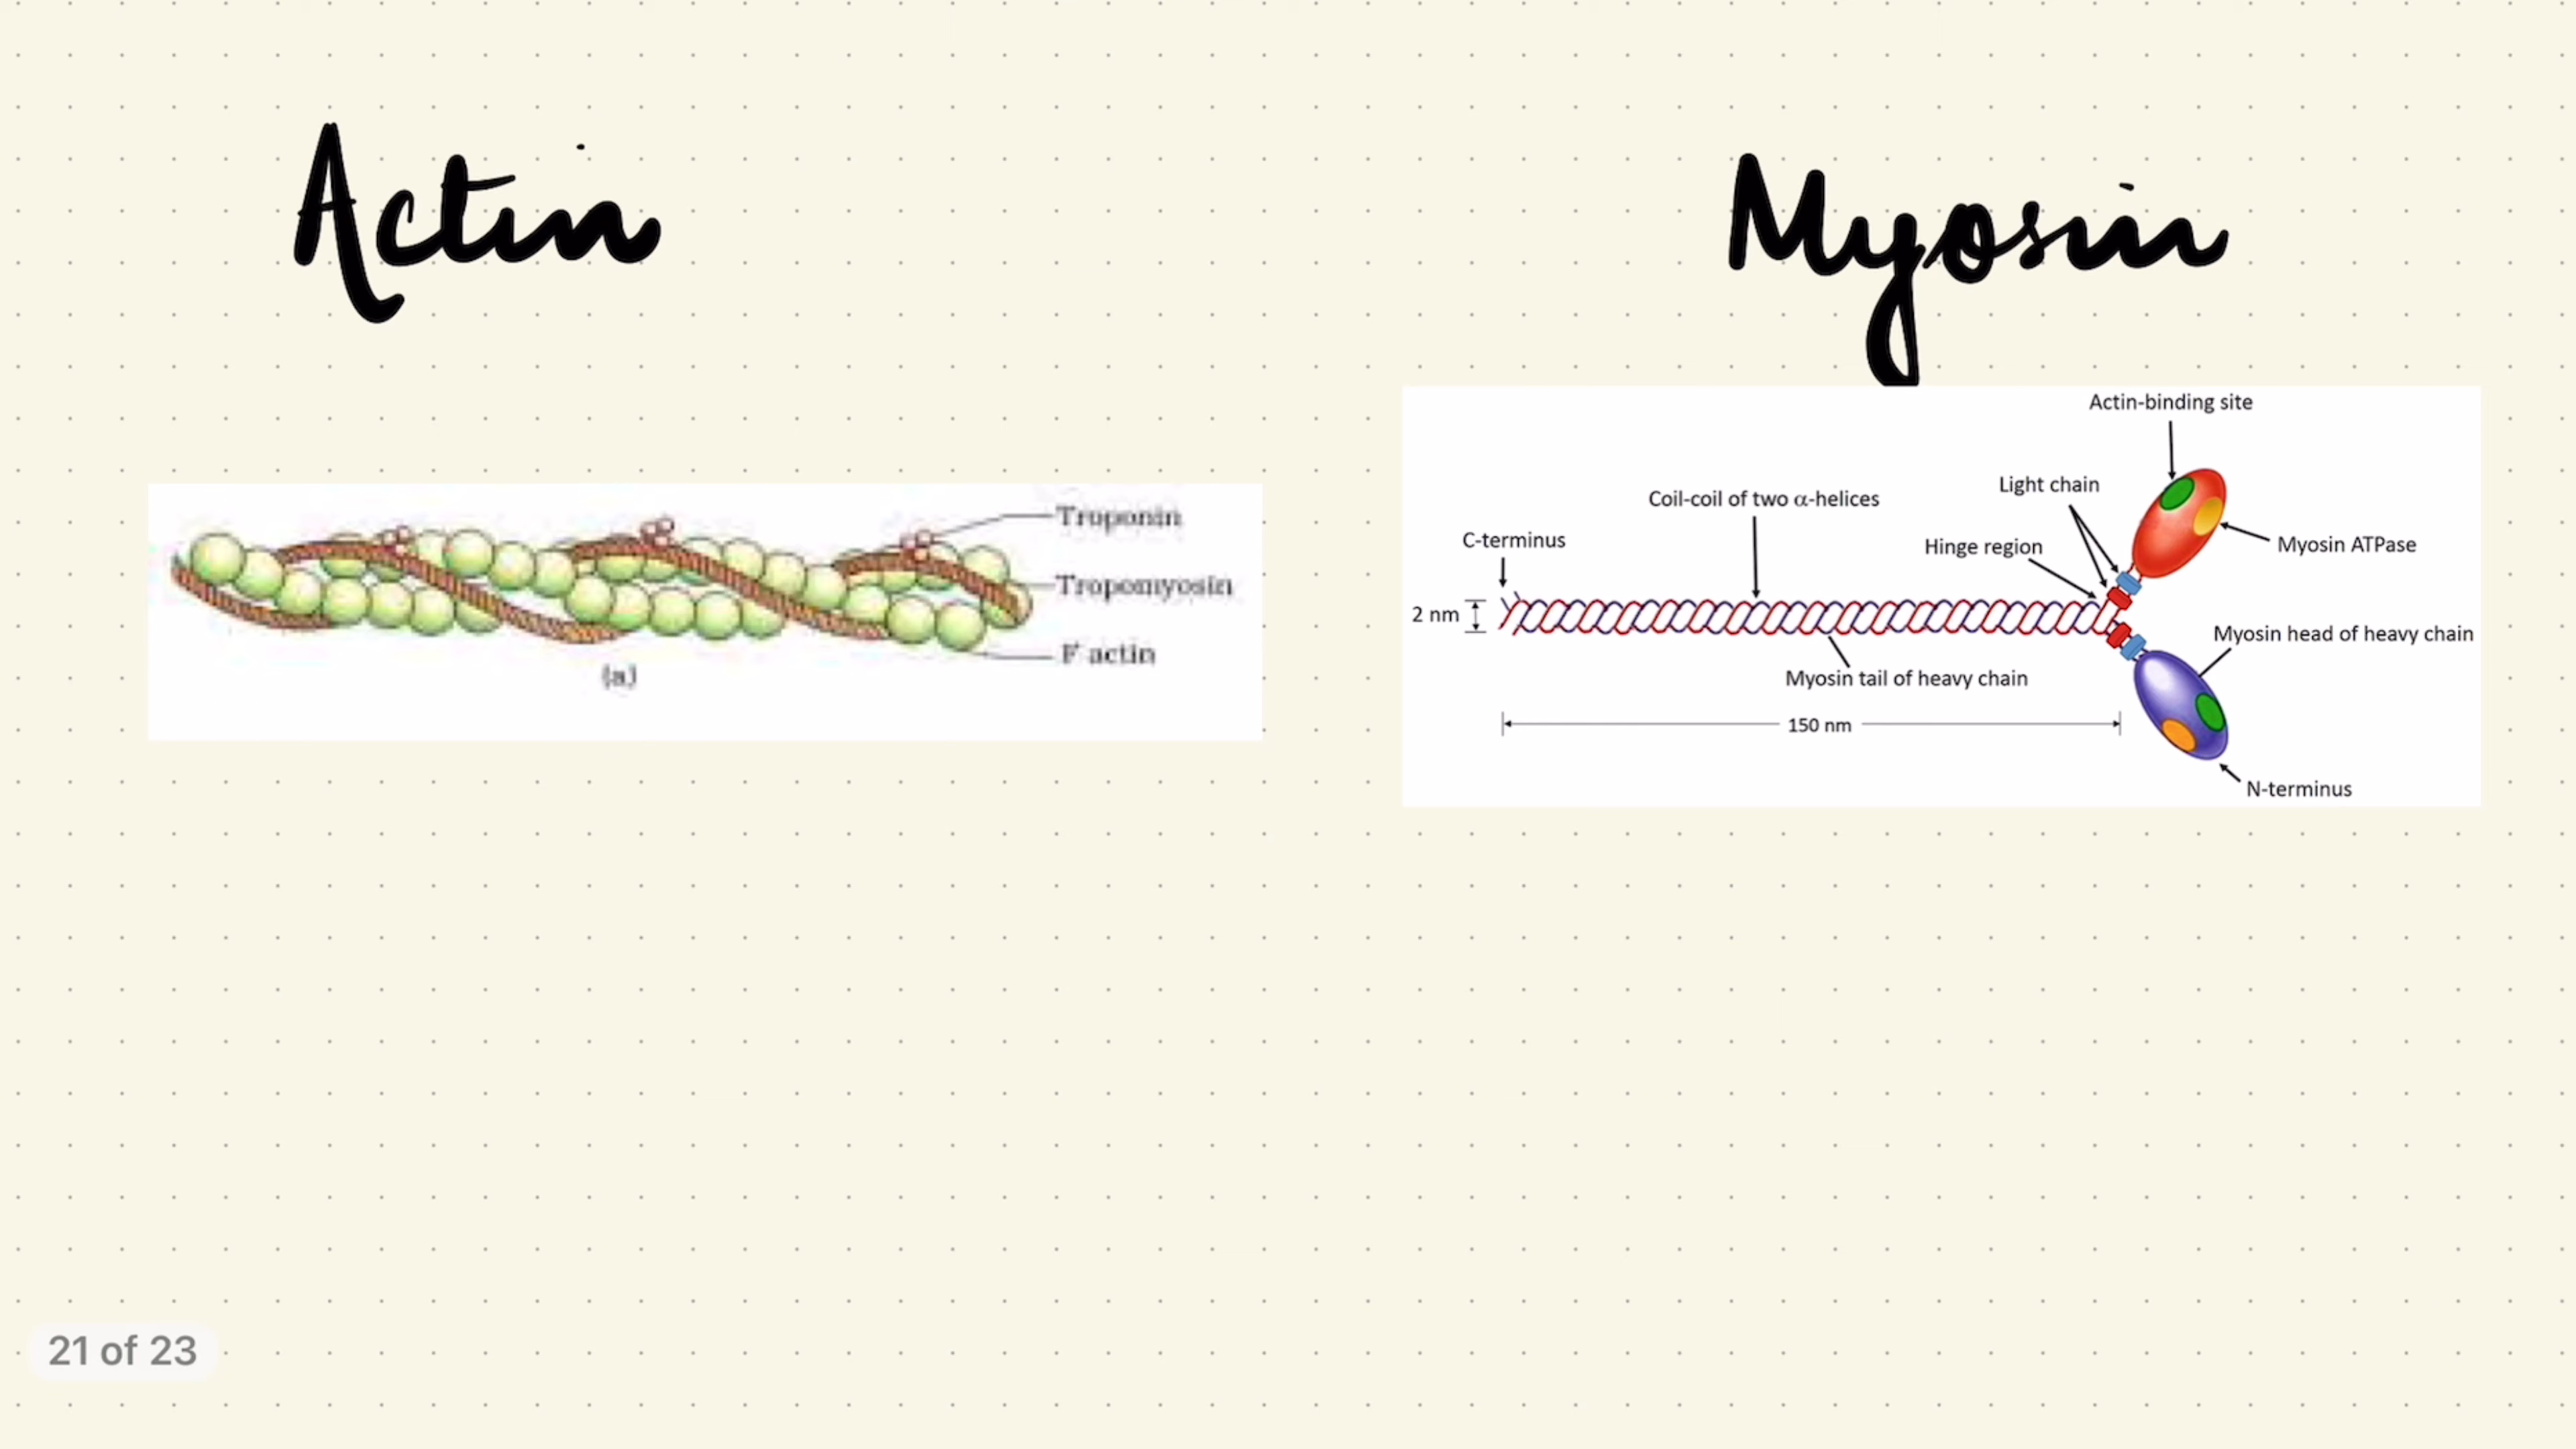 Actin
Myosin
Troponin
Tropomyosin
F actin
(a)
Actin-binding site
Light chain
Coil-coil of two α-helices
C-terminus
Hinge region
Myosin ATPase
2 nm
Myosin head of heavy chain
Myosin tail of heavy chain
150 nm
N-terminus
21 of 23